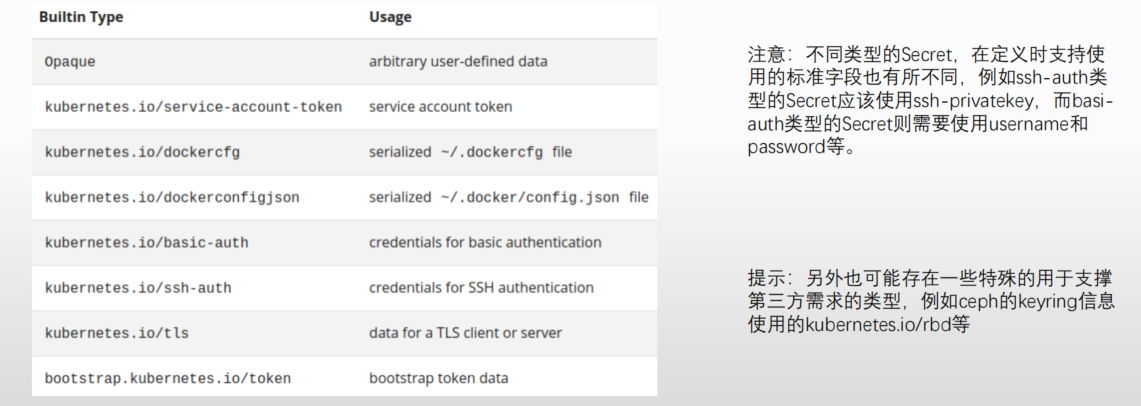 Builtin Type Usage
Opaque arbitrary user-defined data
kubernetes.io/service-account-token service account token
kubernetes.io/dockercfg serialized ~/.dockercfg file
kubernetes.io/dockerconfigjson serialized ~/.docker/config.json file
kubernetes.io/basic-auth credentials for basic authentication
kubernetes.io/ssh-auth credentials for SSH authentication
kubernetes.io/tls data for a TLS client or server
bootstrap.kubernetes.io/token bootstrap token data
注意：不同类型的Secret，在定义时支持使
用的标准字段也有所不同，例如ssh-auth类
型的Secret应该使用ssh-privatekey，而basi-
auth类型的Secret则需要使用username和
password等。
提示：另外也可能存在一些特殊的用于支撑
第三方需求的类型，例如ceph的keyring信息
使用的kubernetes.io/rbd等